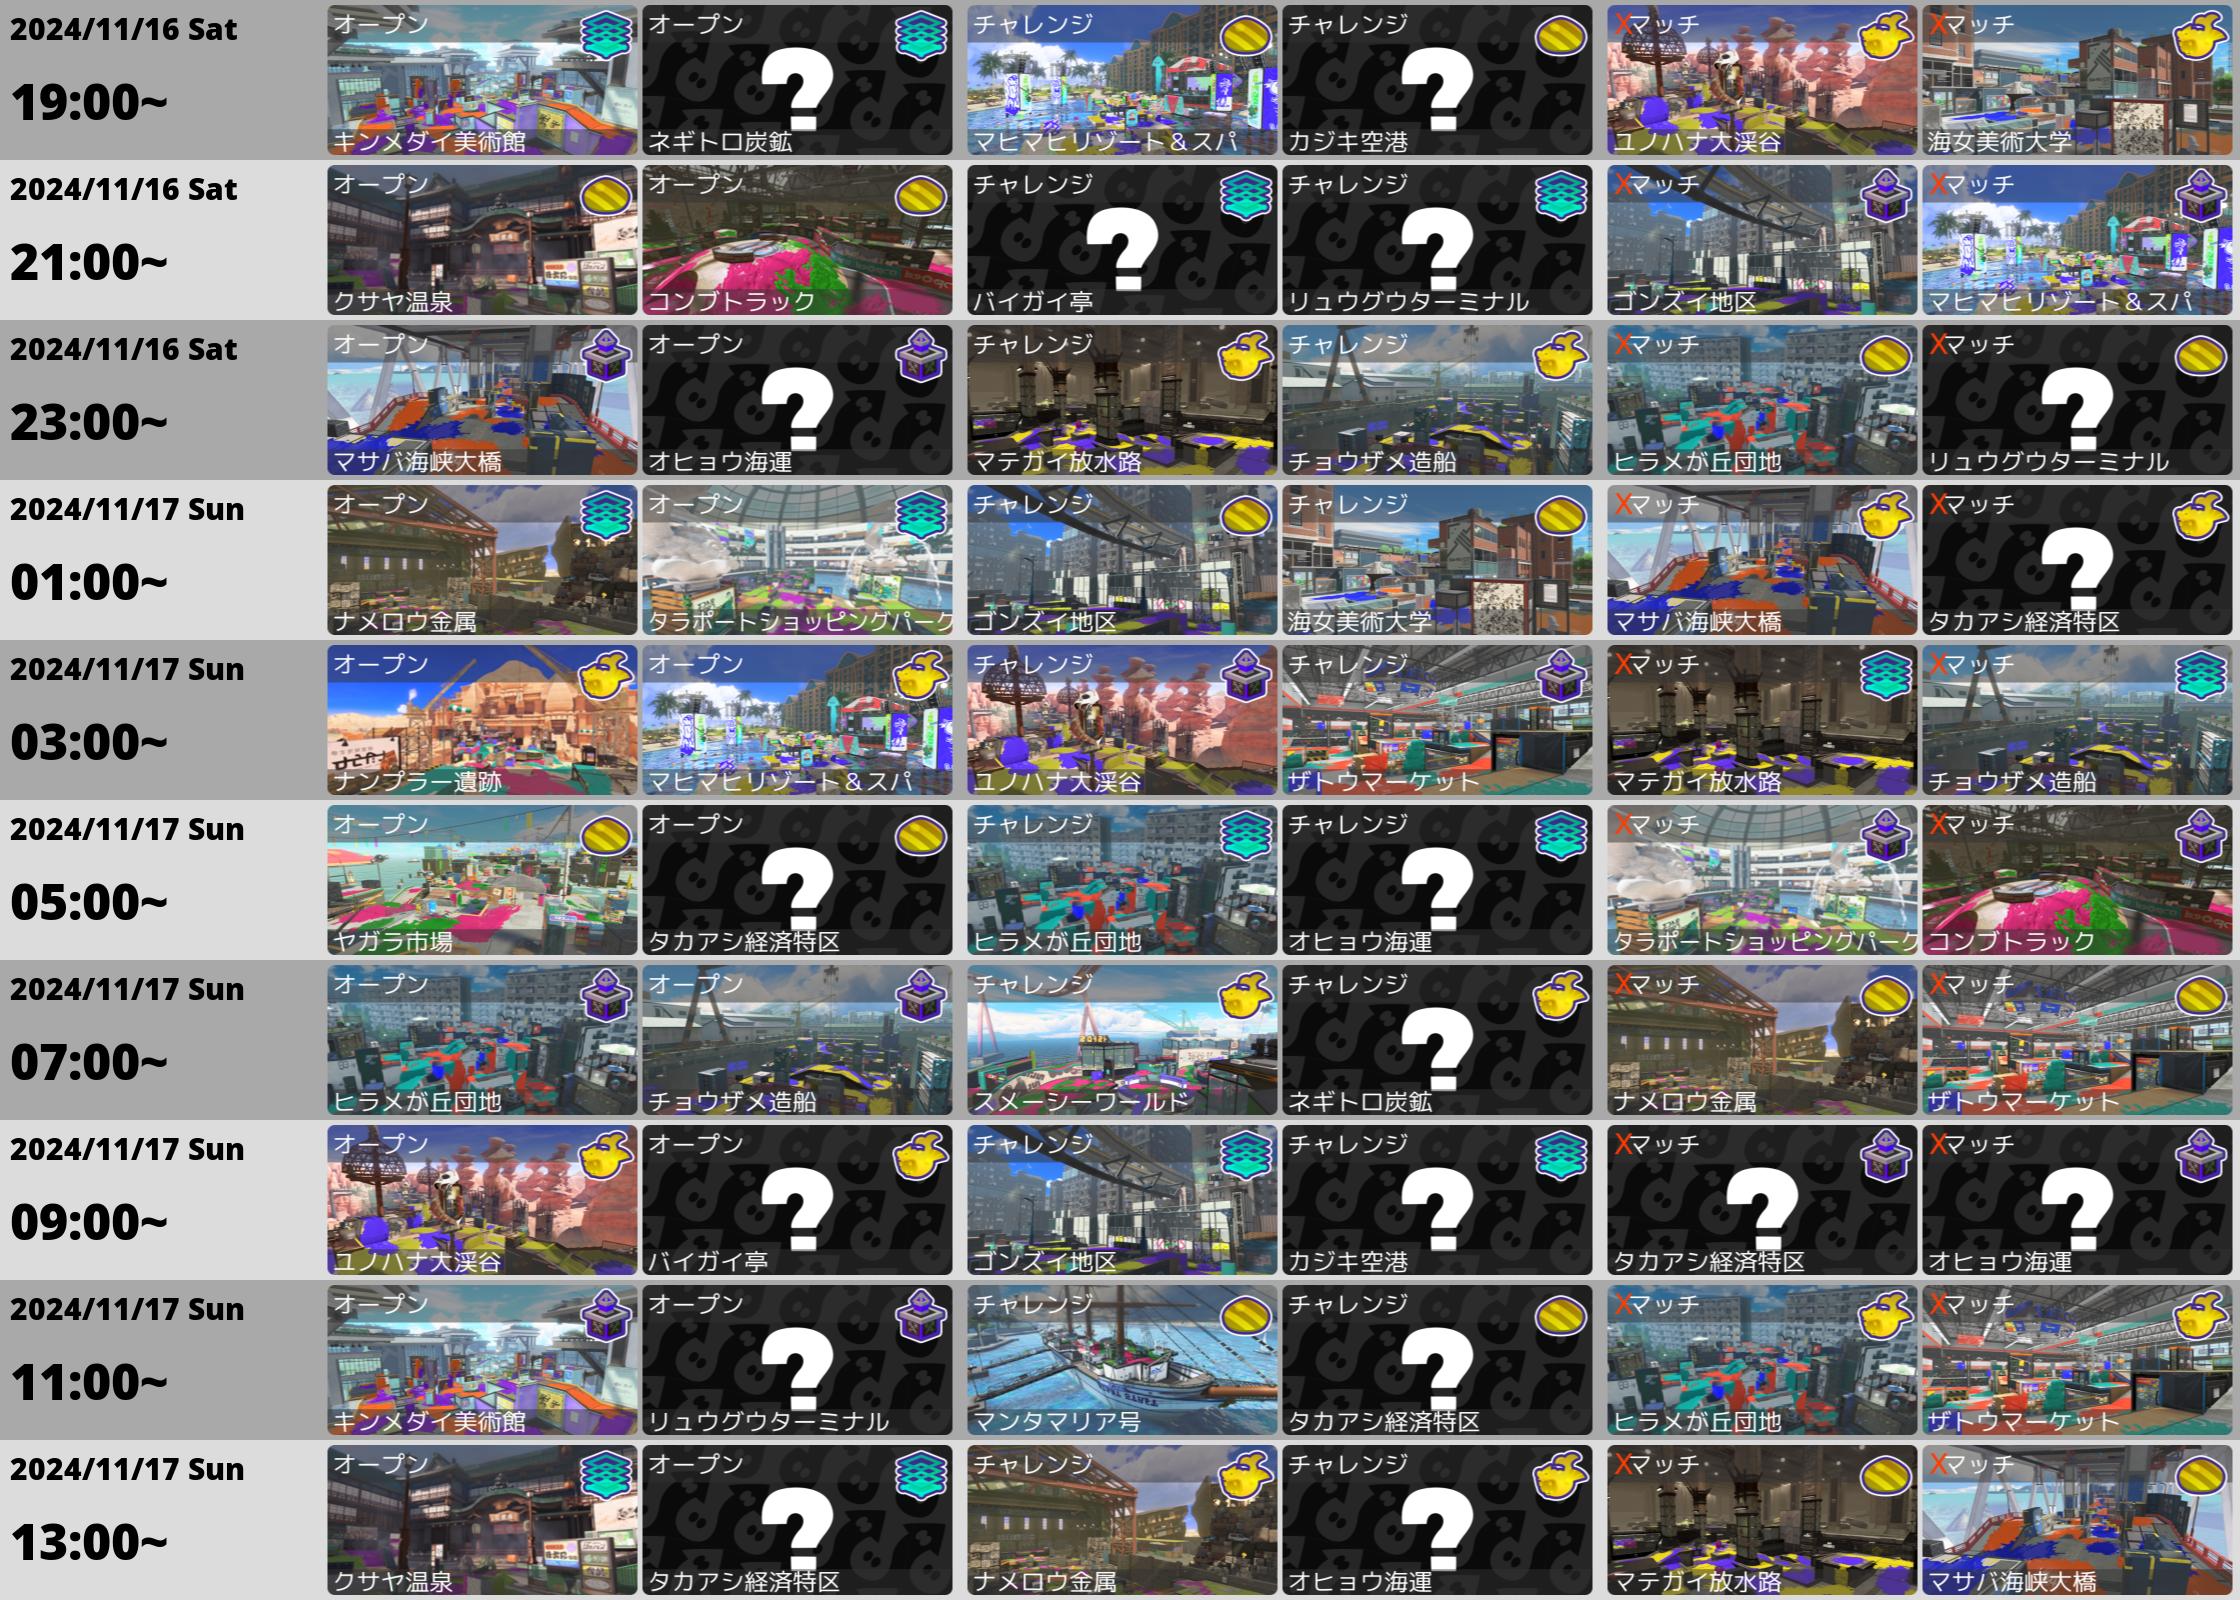 2024/11/16 Sat
19:00~
オープン
キンメダイ美術館
オープン
ネギトロ炭鉱
チャレンジ
マヒマヒリゾート＆スパ
チャレンジ
カジキ空港
Xマッチ
ユノハナ大渓谷
Xマッチ
海女美術大学
2024/11/16 Sat
21:00~
オープン
クサヤ温泉
オープン
コンブトラック
チャレンジ
バイガイ亭
チャレンジ
リュウグウターミナル
Xマッチ
ゴンズイ地区
Xマッチ
マヒマヒリゾート＆スパ
2024/11/16 Sat
23:00~
オープン
マサバ海峡大橋
オープン
オヒョウ海運
チャレンジ
マテガイ放水路
チャレンジ
チョウザメ造船
Xマッチ
ヒラメが丘団地
Xマッチ
リュウグウターミナル
2024/11/17 Sun
01:00~
オープン
ナメロウ金属
オープン
タラポートショッピングパーク
チャレンジ
ゴンズイ地区
チャレンジ
海女美術大学
Xマッチ
マサバ海峡大橋
Xマッチ
タカアシ経済特区
2024/11/17 Sun
03:00~
オープン
ナンプラー遺跡
オープン
マヒマヒリゾート＆スパ
チャレンジ
ユノハナ大渓谷
チャレンジ
ザトウマーケット
Xマッチ
マテガイ放水路
Xマッチ
チョウザメ造船
2024/11/17 Sun
05:00~
オープン
ヤガラ市場
オープン
タカアシ経済特区
チャレンジ
ヒラメが丘団地
チャレンジ
オヒョウ海運
Xマッチ
タラポートショッピングパーク
Xマッチ
コンブトラック
2024/11/17 Sun
07:00~
オープン
ヒラメが丘団地
オープン
チョウザメ造船
チャレンジ
スメーシーワールド
チャレンジ
ネギトロ炭鉱
Xマッチ
ナメロウ金属
Xマッチ
ザトウマーケット
2024/11/17 Sun
09:00~
オープン
ユノハナ大渓谷
オープン
バイガイ亭
チャレンジ
ゴンズイ地区
チャレンジ
カジキ空港
Xマッチ
タカアシ経済特区
Xマッチ
オヒョウ海運
2024/11/17 Sun
11:00~
オープン
キンメダイ美術館
オープン
リュウグウターミナル
チャレンジ
マンタマリア号
チャレンジ
タカアシ経済特区
Xマッチ
ヒラメが丘団地
Xマッチ
ザトウマーケット
2024/11/17 Sun
13:00~
オープン
クサヤ温泉
オープン
タカアシ経済特区
チャレンジ
ナメロウ金属
チャレンジ
オヒョウ海運
Xマッチ
マテガイ放水路
Xマッチ
マサバ海峡大橋